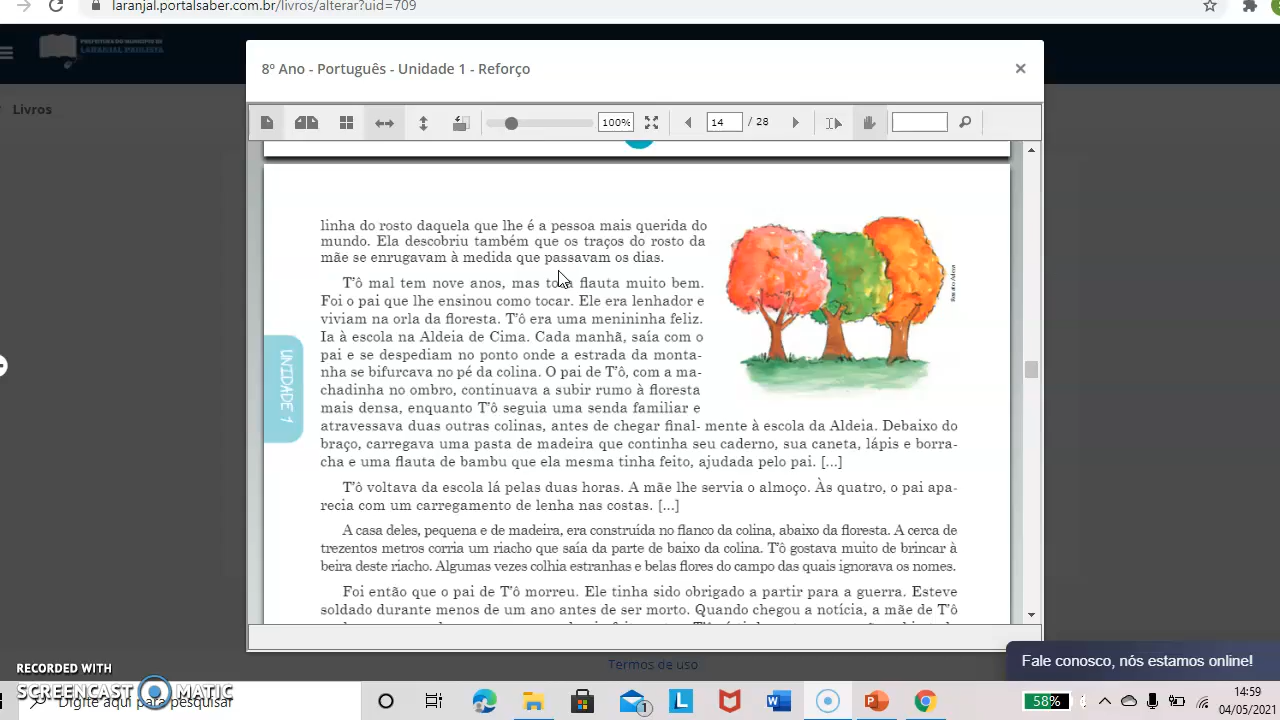 laranjal.portalsaber.com.br/livros/alterar?uid=709
PREFEITURA DO MUNICÍPIO DE
LARANJAL PAULISTA
8º Ano - Português - Unidade 1 - Reforço
Livros
100%
14 / 28
linha do rosto daquela que lhe é a pessoa mais querida do
mundo. Ela descobriu também que os traços do rosto da
mãe se enrugavam à medida que passavam os dias.
T'ô mal tem nove anos, mas toca flauta muito bem.
Foi o pai que lhe ensinou como tocar. Ele era lenhador e
viviam na orla da floresta. T'ô era uma menininha feliz.
Ia à escola na Aldeia de Cima. Cada manhã, saía com o
pai e se despediam no ponto onde a estrada da monta-
nha se bifurcava no pé da colina. O pai de T'ô, com a ma-
chadinha no ombro, continuava a subir rumo à floresta
mais densa, enquanto T'ô seguia uma senda familiar e
atravessava duas outras colinas, antes de chegar final- mente à escola da Aldeia. Debaixo do
braço, carregava uma pasta de madeira que continha seu caderno, sua caneta, lápis e borra-
cha e uma flauta de bambu que ela mesma tinha feito, ajudada pelo pai. [...]
T'ô voltava da escola lá pelas duas horas. A mãe lhe servia o almoço. Às quatro, o pai apa-
recia com um carregamento de lenha nas costas. [...]
A casa deles, pequena e de madeira, era construída no flanco da colina, abaixo da floresta. A cerca de
trezentos metros corria um riacho que saía da parte de baixo da colina. T'ô gostava muito de brincar à
beira deste riacho. Algumas vezes colhia estranhas e belas flores do campo das quais ignorava os nomes.
Foi então que o pai de T'ô morreu. Ele tinha sido obrigado a partir para a guerra. Esteve
soldado durante menos de um ano antes de ser morto. Quando chegou a notícia, a mãe de T'ô
UNIDADE 1
Termos de uso
Fale conosco, nós estamos online!
RECORDED WITH
SCREENCAST MATIC
Digite aqui para pesquisar
1
L
58%
14:59
04/05/2021